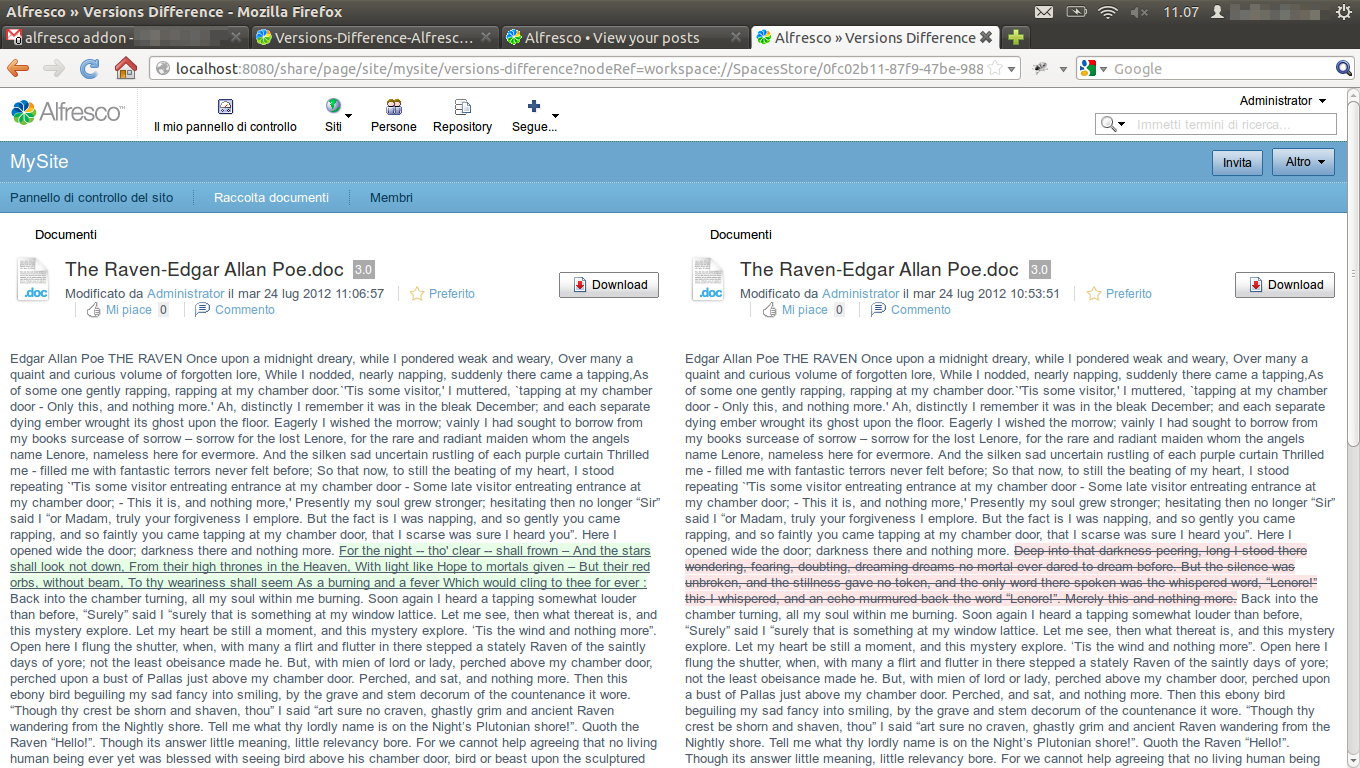 Alfresco » Versions Difference - Mozilla Firefox
11.07
alfresco addon -
Versions-Difference-Alfresc...
Alfresco • View your posts
Alfresco » Versions Difference
localhost:8080/share/page/site/mysite/versions-difference?nodeRef=workspace://SpacesStore/0fc02b11-87f9-47be-988
Google
Alfresco™
Il mio pannello di controllo
Siti
Persone
Repository
Segue...
Administrator
Immetti termini di ricerca...
MySite
Invita
Altro
Pannello di controllo del sito
Raccolta documenti
Membri
Documenti
The Raven-Edgar Allan Poe.doc 3.0
.doc
Modificato da Administrator il mar 24 lug 2012 11:06:57
Preferito
Mi piace 0
Commento
Download
Edgar Allan Poe THE RAVEN Once upon a midnight dreary, while I pondered weak and weary, Over many a
quaint and curious volume of forgotten lore, While I nodded, nearly napping, suddenly there came a tapping,As
of some one gently rapping, rapping at my chamber door.`'Tis some visitor,' I muttered, `tapping at my chamber
door - Only this, and nothing more.' Ah, distinctly I remember it was in the bleak December; and each separate
dying ember wrought its ghost upon the floor. Eagerly I wished the morrow; vainly I had sought to borrow from
my books surcease of sorrow – sorrow for the lost Lenore, for the rare and radiant maiden whom the angels
name Lenore, nameless here for evermore. And the silken sad uncertain rustling of each purple curtain Thrilled
me - filled me with fantastic terrors never felt before; So that now, to still the beating of my heart, I stood
repeating `'Tis some visitor entreating entrance at my chamber door - Some late visitor entreating entrance at
my chamber door; - This it is, and nothing more,' Presently my soul grew stronger; hesitating then no longer “Sir”
said I “or Madam, truly your forgiveness I emplore. But the fact is I was napping, and so gently you came
rapping, and so faintly you came tapping at my chamber door, that I scarse was sure I heard you”. Here I
opened wide the door; darkness there and nothing more. For the night -- tho' clear -- shall frown – And the stars
shall look not down, From their high thrones in the Heaven, With light like Hope to mortals given – But their red
orbs, without beam, To thy weariness shall seem As a burning and a fever Which would cling to thee for ever :
Back into the chamber turning, all my soul within me burning. Soon again I heard a tapping somewhat louder
than before, “Surely” said I “surely that is something at my window lattice. Let me see, then what thereat is, and
this mystery explore. Let my heart be still a moment, and this mystery explore. ’Tis the wind and nothing more”.
Open here I flung the shutter, when, with many a flirt and flutter in there stepped a stately Raven of the saintly
days of yore; not the least obeisance made he. But, with mien of lord or lady, perched above my chamber door,
perched upon a bust of Pallas just above my chamber door. Perched, and sat, and nothing more. Then this
ebony bird beguiling my sad fancy into smiling, by the grave and stem decorum of the countenance it wore.
“Though thy crest be shorn and shaven, thou” I said “art sure no craven, ghastly grim and ancient Raven
wandering from the Nightly shore. Tell me what thy lordly name is on the Night’s Plutonian shore!”. Quoth the
Raven “Hello!”. Though its answer little meaning, little relevancy bore. For we cannot help agreeing that no living
human being ever yet was blessed with seeing bird above his chamber door, bird or beast upon the sculptured
Documenti
The Raven-Edgar Allan Poe.doc 3.0
.doc
Modificato da Administrator il mar 24 lug 2012 10:53:51
Preferito
Mi piace 0
Commento
Download
Edgar Allan Poe THE RAVEN Once upon a midnight dreary, while I pondered weak and weary, Over many a
quaint and curious volume of forgotten lore, While I nodded, nearly napping, suddenly there came a tapping,As
of some one gently rapping, rapping at my chamber door.`'Tis some visitor,' I muttered, `tapping at my chamber
door - Only this, and nothing more.' Ah, distinctly I remember it was in the bleak December; and each separate
dying ember wrought its ghost upon the floor. Eagerly I wished the morrow; vainly I had sought to borrow from
my books surcease of sorrow – sorrow for the lost Lenore, for the rare and radiant maiden whom the angels
name Lenore, nameless here for evermore. And the silken sad uncertain rustling of each purple curtain Thrilled
me - filled me with fantastic terrors never felt before; So that now, to still the beating of my heart, I stood
repeating `'Tis some visitor entreating entrance at my chamber door - Some late visitor entreating entrance at
my chamber door; - This it is, and nothing more,' Presently my soul grew stronger; hesitating then no longer “Sir”
said I “or Madam, truly your forgiveness I emplore. But the fact is I was napping, and so gently you came
rapping, and so faintly you came tapping at my chamber door, that I scarse was sure I heard you”. Here I
opened wide the door; darkness there and nothing more. Deep into that darkness peering, long I stood there
wondering, fearing, doubting, dreaming dreams no mortal ever dared to dream before. But the silence was
unbroken, and the stillness gave no token, and the only word there spoken was the whispered word, “Lenore!”
this I whispered, and an echo murmured back the word “Lenore!”. Merely this and nothing more. Back into the
chamber turning, all my soul within me burning. Soon again I heard a tapping somewhat louder than before,
“Surely” said I “surely that is something at my window lattice. Let me see, then what thereat is, and this mystery
explore. Let my heart be still a moment, and this mystery explore. ’Tis the wind and nothing more”. Open here I
flung the shutter, when, with many a flirt and flutter in there stepped a stately Raven of the saintly days of yore;
not the least obeisance made he. But, with mien of lord or lady, perched above my chamber door, perched upon
a bust of Pallas just above my chamber door. Perched, and sat, and nothing more. Then this ebony bird
beguiling my sad fancy into smiling, by the grave and stem decorum of the countenance it wore. “Though thy
crest be shorn and shaven, thou” I said “art sure no craven, ghastly grim and ancient Raven wandering from the
Nightly shore. Tell me what thy lordly name is on the Night’s Plutonian shore!”. Quoth the Raven “Hello!”.
Though its answer little meaning, little relevancy bore. For we cannot help agreeing that no living human being